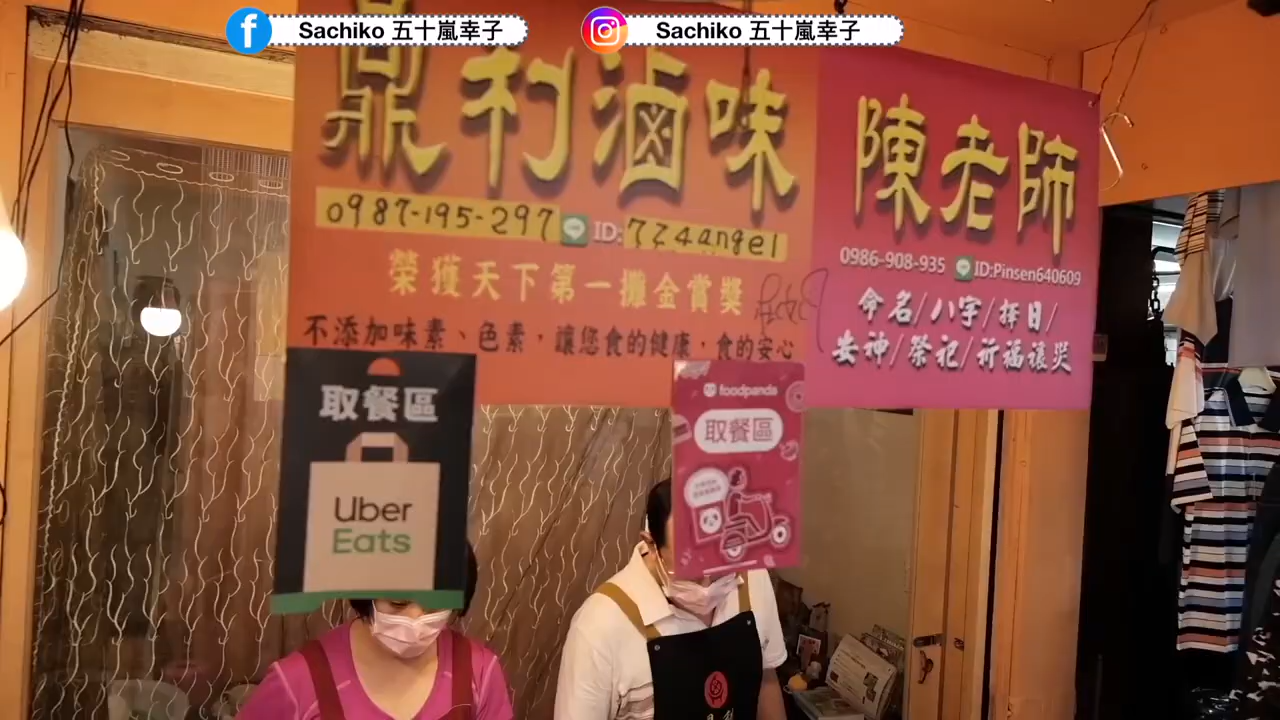 Sachiko 五十嵐幸子
Sachiko 五十嵐幸子
鼎利滷味
0987-195-297 ID:774angel
榮獲天下第一攤金賞獎
不添加味素、色素，讓您食的健康，食的安心
陳老師
0986-908-935 ID:Pinsen640609
命名/八字/擇日/
安神/祭祀/祈福禳災
取餐區
Uber
Eats
foodpanda
取餐區